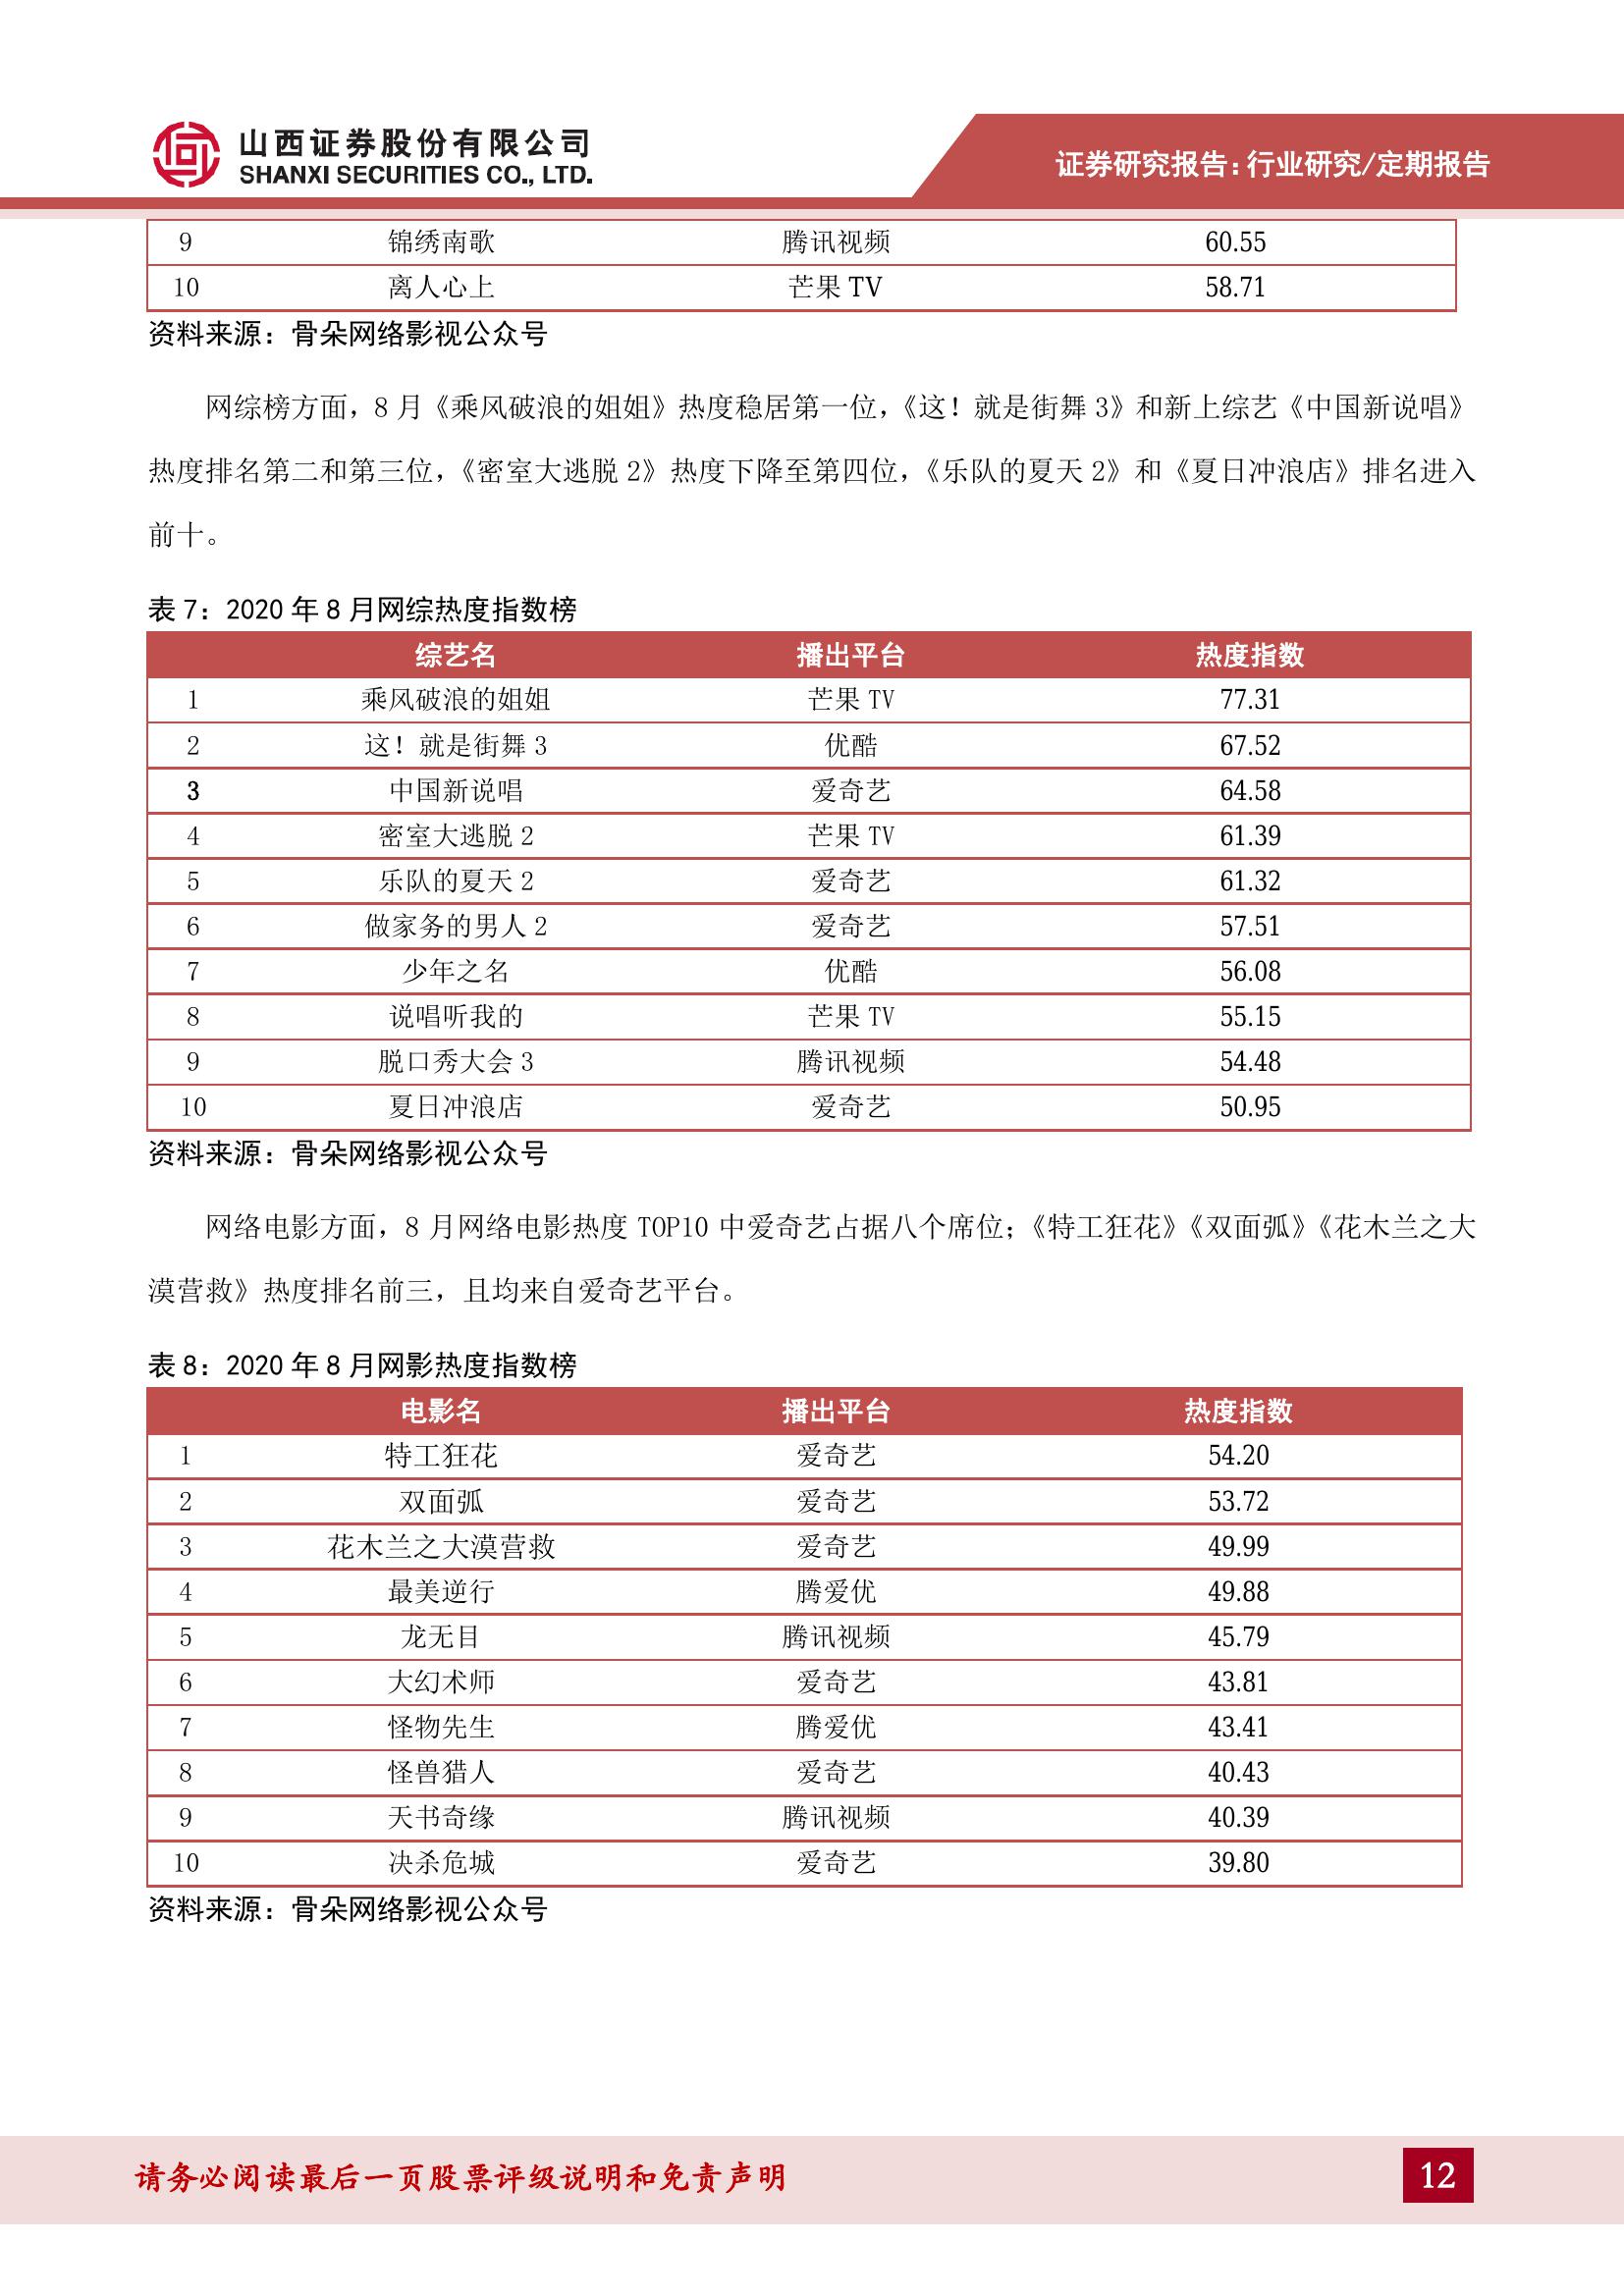 山西证券股份有限公司
SHANXI SECURITIES CO., LTD.
证券研究报告：行业研究/定期报告
9 锦绣南歌 腾讯视频 60.55
10 离人心上 芒果 TV 58.71
资料来源：骨朵网络影视公众号
网综榜方面，8 月《乘风破浪的姐姐》热度稳居第一位，《这！就是街舞 3》和新上综艺《中国新说唱》
热度排名第二和第三位，《密室大逃脱 2》热度下降至第四位，《乐队的夏天 2》和《夏日冲浪店》排名进入
前十。
表 7：2020 年 8 月网综热度指数榜
综艺名 播出平台 热度指数
1 乘风破浪的姐姐 芒果 TV 77.31
2 这！就是街舞 3 优酷 67.52
3 中国新说唱 爱奇艺 64.58
4 密室大逃脱 2 芒果 TV 61.39
5 乐队的夏天 2 爱奇艺 61.32
6 做家务的男人 2 爱奇艺 57.51
7 少年之名 优酷 56.08
8 说唱听我的 芒果 TV 55.15
9 脱口秀大会 3 腾讯视频 54.48
10 夏日冲浪店 爱奇艺 50.95
资料来源：骨朵网络影视公众号
网络电影方面，8 月网络电影热度 TOP10 中爱奇艺占据八个席位；《特工狂花》《双面弧》《花木兰之大
漠营救》热度排名前三，且均来自爱奇艺平台。
表 8：2020 年 8 月网影热度指数榜
电影名 播出平台 热度指数
1 特工狂花 爱奇艺 54.20
2 双面弧 爱奇艺 53.72
3 花木兰之大漠营救 爱奇艺 49.99
4 最美逆行 腾爱优 49.88
5 龙无目 腾讯视频 45.79
6 大幻术师 爱奇艺 43.81
7 怪物先生 腾爱优 43.41
8 怪兽猎人 爱奇艺 40.43
9 天书奇缘 腾讯视频 40.39
10 决杀危城 爱奇艺 39.80
资料来源：骨朵网络影视公众号
请务必阅读最后一页股票评级说明和免责声明
12